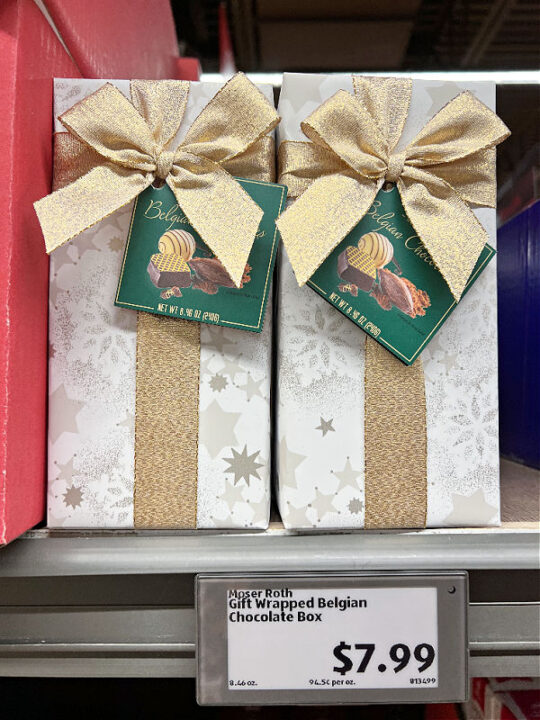 Belgian
NET WT 8.46 OZ (240G)
Belgian Choco
NET WT 8.46 OZ (240G)
Moser Roth
Gift Wrapped Belgian
Chocolate Box
$7.99
8.46 oz. 94.5¢ per oz. 813499